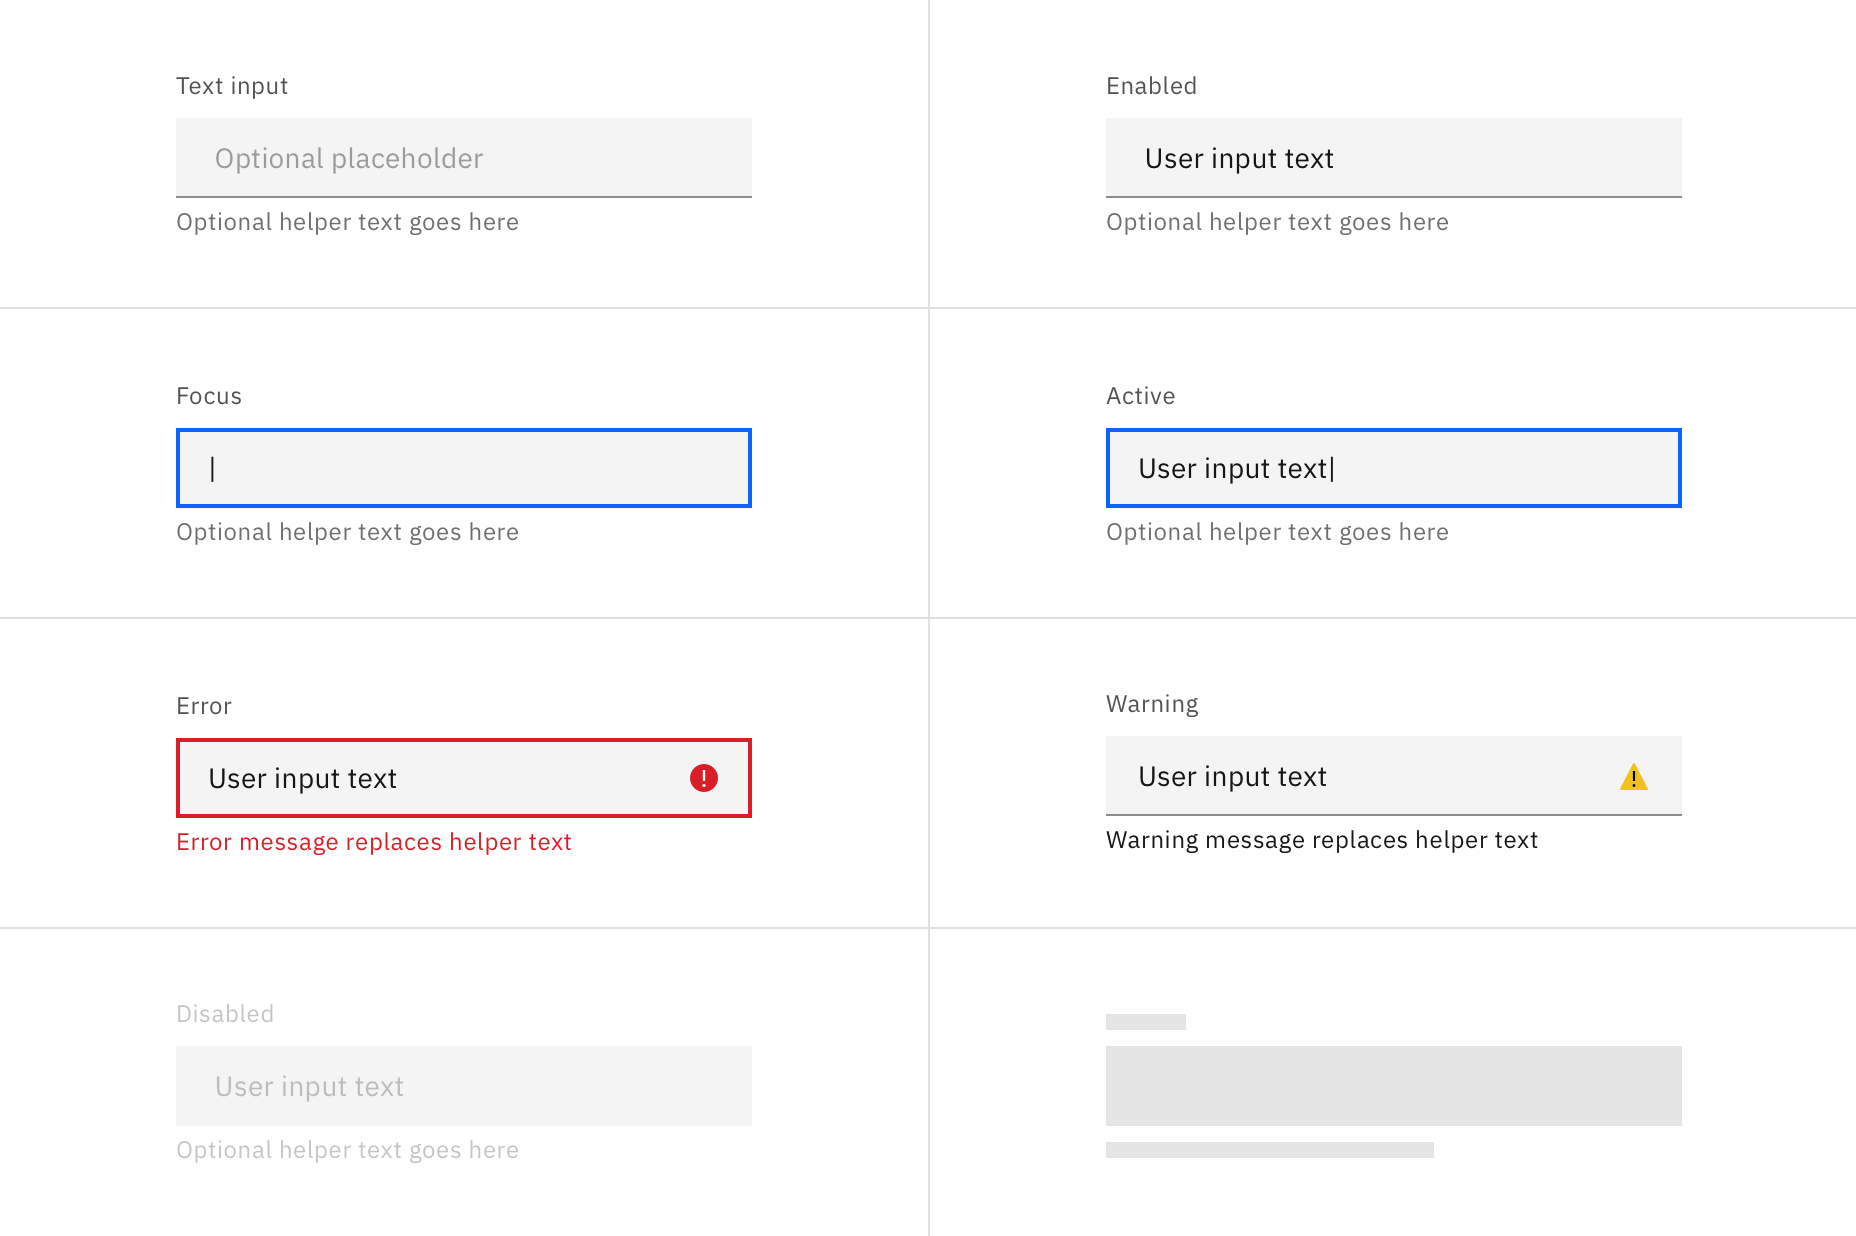 Text input
Optional placeholder
Optional helper text goes here
Enabled
User input text
Optional helper text goes here
Focus
|
Optional helper text goes here
Active
User input text|
Optional helper text goes here
Error
User input text
Error message replaces helper text
Warning
User input text
Warning message replaces helper text
Disabled
User input text
Optional helper text goes here